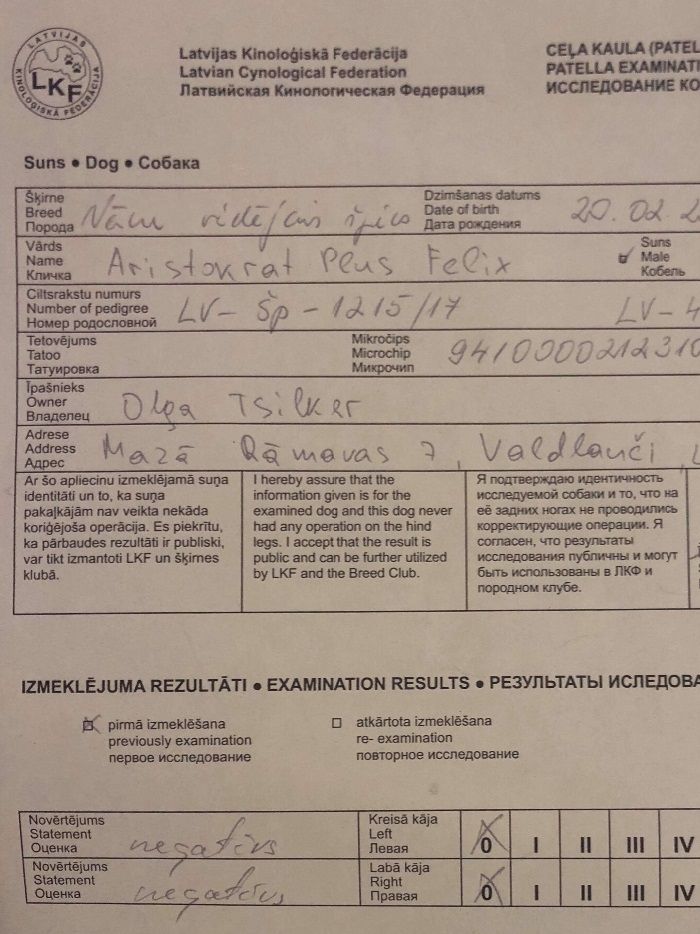 LATVIJAS KINOLOĢISKĀ FEDERĀCIJA
LKF
Latvijas Kinoloģiskā Federācija
Latvian Cynological Federation
Латвийская Кинологическая Федерация
CEĻA KAULA (PATEL
PATELLA EXAMINATI
ИССЛЕДОВАНИЕ КО
Suns ● Dog ● Собака
Šķirne
Breed
Порода
Vācu vidējais špics
Dzimšanas datums
Date of birth
Дата рождения
20.02.2
Vārds
Name
Кличка
Aristokrat Plus Felix
Suns
Male
Кобель
Ciltsrakstu numurs
Number of pedigree
Номер родословной
LV-Šp-1215/17
LV-4
Tetovējums
Tatoo
Татуировка
Mikročips
Microchip
Микрочип
9410000212310
Īpašnieks
Owner
Владелец
Oļga Tsilker
Adrese
Address
Адрес
Mazā Rāmavas 7, Valdlauči,
Ar šo apliecinu izmeklējamā suņa
identitāti un to, ka suņa
pakaļkājām nav veikta nekāda
koriģējoša operācija. Es piekrītu,
ka pārbaudes rezultāti ir publiski,
var tikt izmantoti LKF un šķirnes
klubā.
I hereby assure that the
information given is for the
examined dog and this dog never
had any operation on the hind
legs. I accept that the result is
public and can be further utilized
by LKF and the Breed Club.
Я подтверждаю идентичность
исследуемой собаки и то, что на
её задних ногах не проводились
корректирующие операции. Я
согласен, что результаты
исследования публичны и могут
быть использованы в ЛКФ и
породном клубе.
IZMEKLĒJUMA REZULTĀTI ● EXAMINATION RESULTS ● РЕЗУЛЬТАТЫ ИСЛЕДОВА
pirmā izmeklēšana
previously examination
первое исследование
atkārtota izmeklēšana
re- examination
повторное исследование
Novērtējums
Statement
Оценка
negatīvs
Kreisā kāja
Left
Левая
0 I II III IV
Novērtējums
Statement
Оценка
negatīvs
Labā kāja
Right
Правая
0 I II III IV